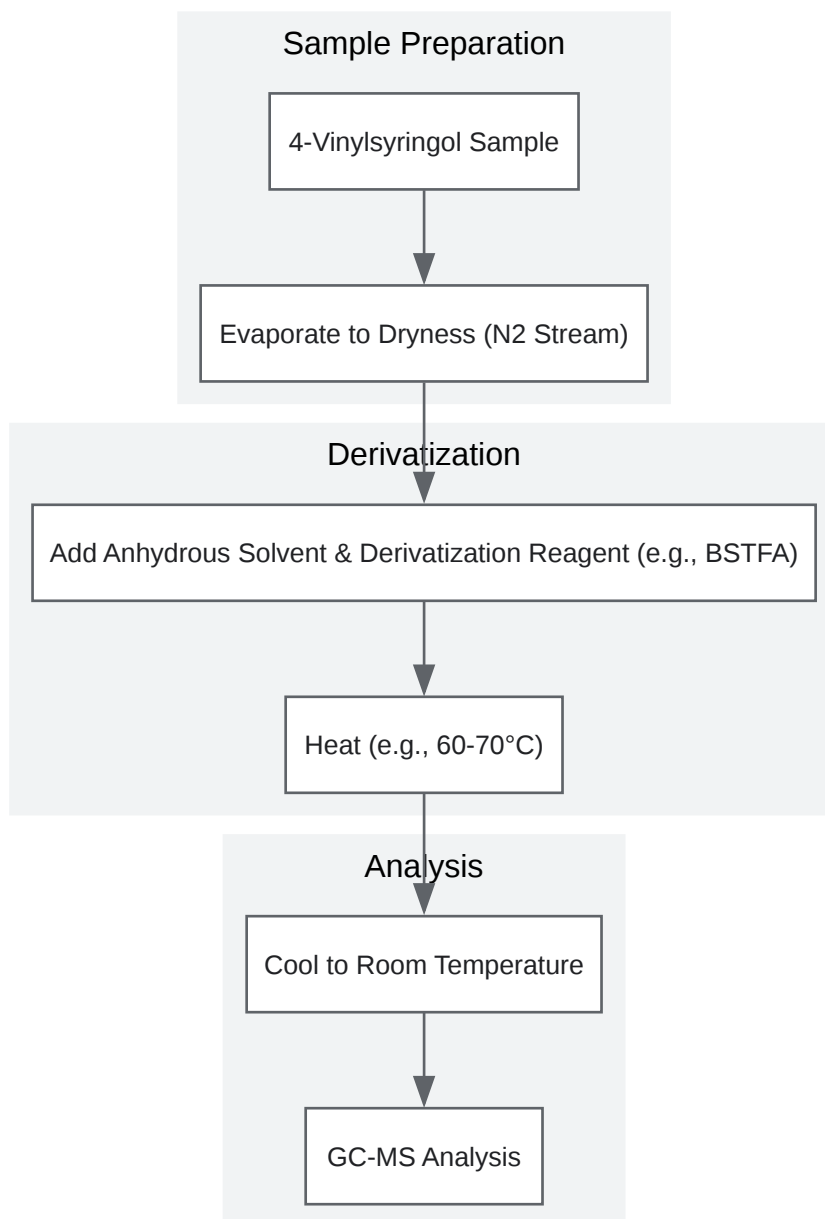 Sample Preparation
4-Vinylsyringol Sample
Evaporate to Dryness (N2 Stream)
Derivatization
Add Anhydrous Solvent & Derivatization Reagent (e.g., BSTFA)
Heat (e.g., 60-70°C)
Analysis
Cool to Room Temperature
GC-MS Analysis